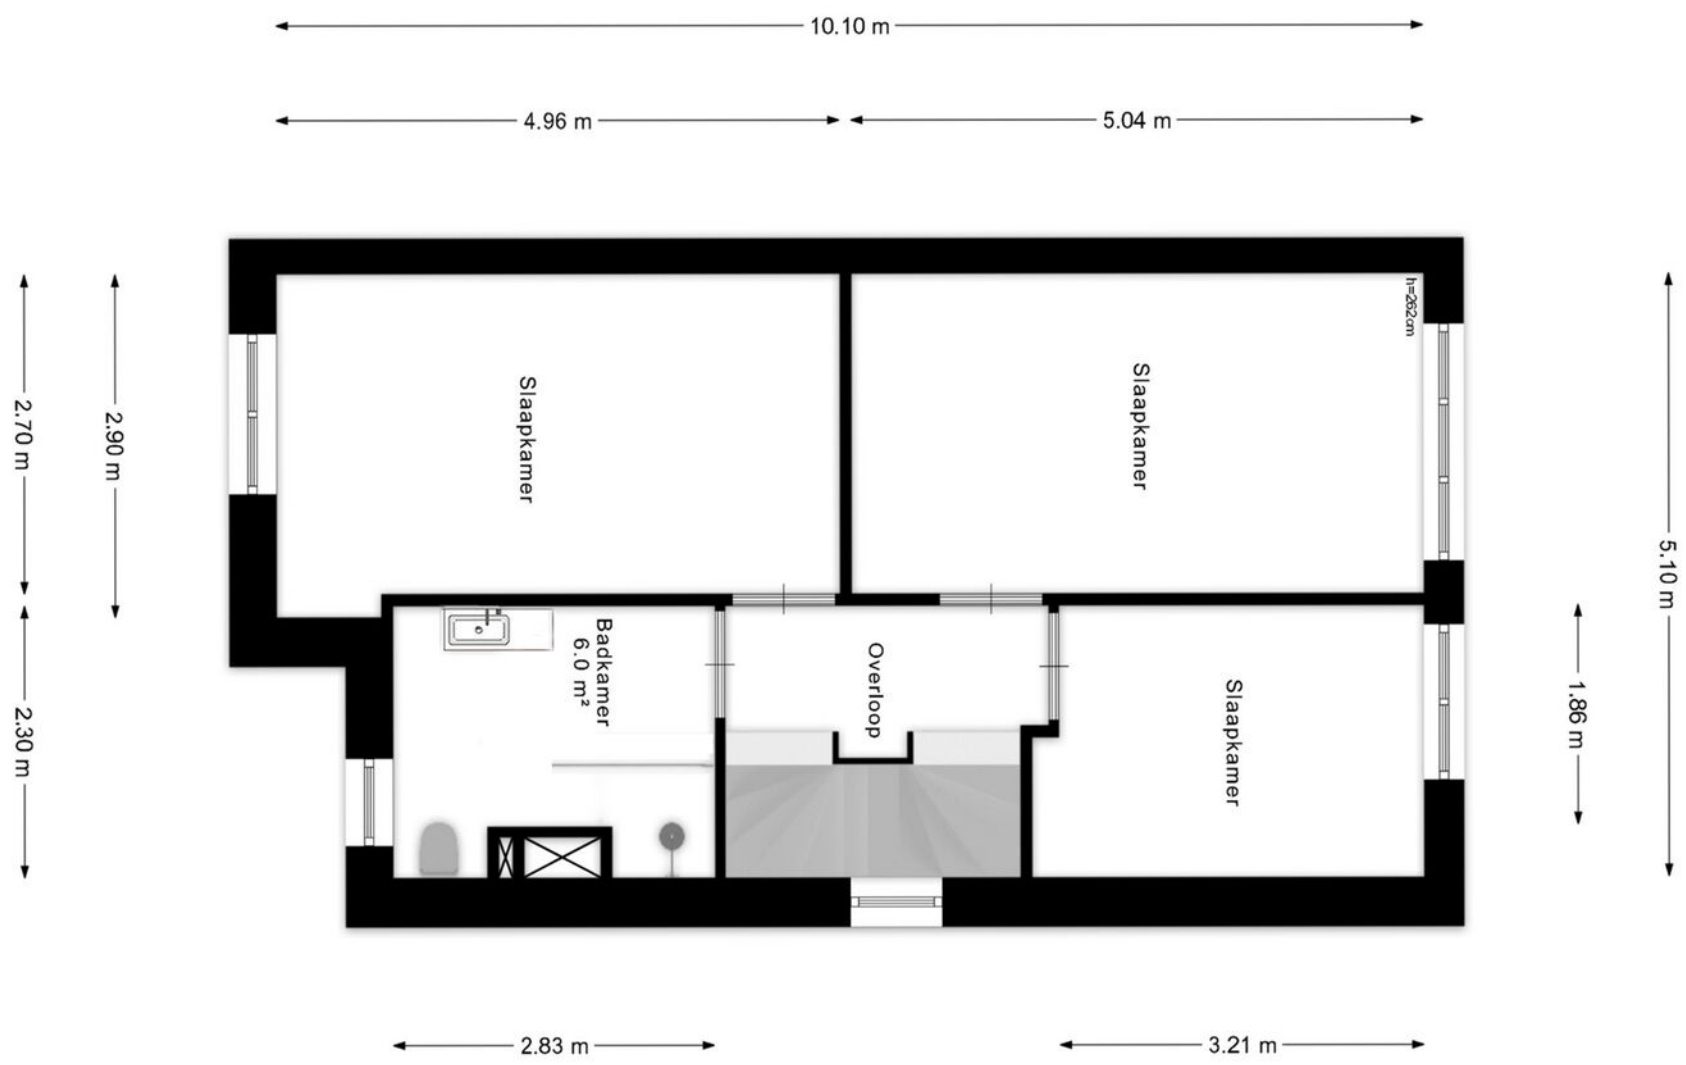 10.10 m
4.96 m
5.04 m
h=262cm
2.70 m
2.90 m
Slaapkamer
Slaapkamer
5.10 m
Badkamer
6.0 m²
Overloop
Slaapkamer
1.86 m
2.30 m
2.83 m
3.21 m